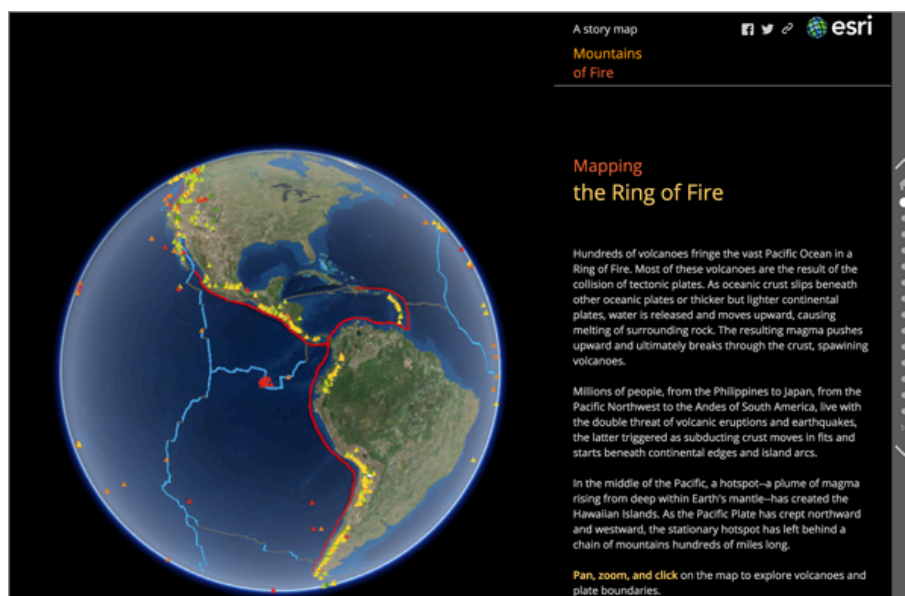 A story map
esri
Mountains
of Fire
Mapping
the Ring of Fire
Hundreds of volcanoes fringe the vast Pacific Ocean in a
Ring of Fire. Most of these volcanoes are the result of the
collision of tectonic plates. As oceanic crust slips beneath
other oceanic plates or thicker but lighter continental
plates, water is released and moves upward, causing
melting of surrounding rock. The resulting magma pushes
upward and ultimately breaks through the crust, spawining
volcanoes.
Millions of people, from the Philippines to Japan, from the
Pacific Northwest to the Andes of South America, live with
the double threat of volcanic eruptions and earthquakes,
the latter triggered as subducting crust moves in fits and
starts beneath continental edges and island arcs.
In the middle of the Pacific, a hotspot--a plume of magma
rising from deep within Earth's mantle--has created the
Hawaiian Islands. As the Pacific Plate has crept northward
and westward, the stationary hotspot has left behind a
chain of mountains hundreds of miles long.
Pan, zoom, and click on the map to explore volcanoes and
plate boundaries.